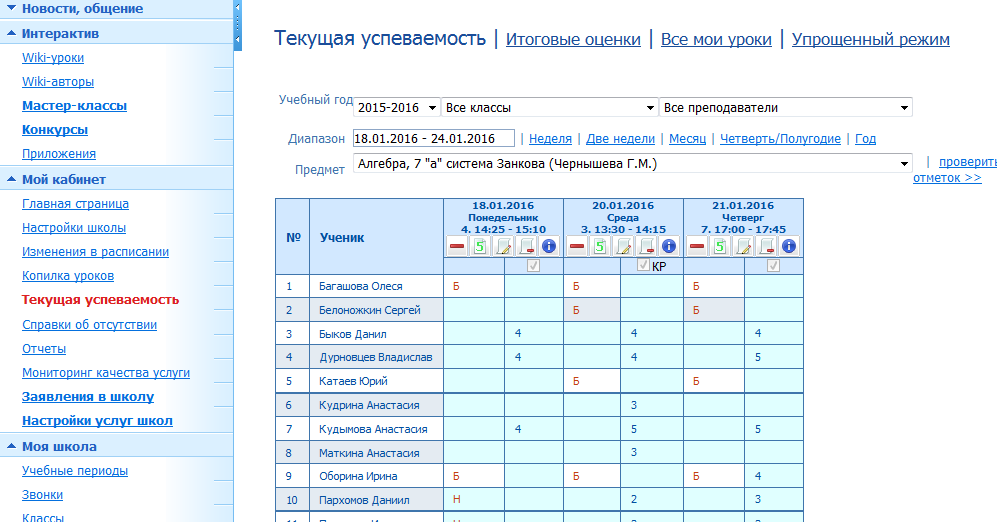 Новости, общение
Интерактив
Wiki-уроки
Wiki-авторы
Мастер-классы
Конкурсы
Приложения
Мой кабинет
Главная страница
Настройки школы
Изменения в расписании
Копилка уроков
Текущая успеваемость
Справки об отсутствии
Отчеты
Мониторинг качества услуги
Заявления в школу
Настройки услуг школ
Моя школа
Учебные периоды
Звонки
Классы
Текущая успеваемость | Итоговые оценки | Все мои уроки | Упрощенный режим
Учебный год 2015-2016 Все классы Все преподаватели
Диапазон 18.01.2016 - 24.01.2016 | Неделя | Две недели | Месяц | Четверть/Полугодие | Год
Предмет Алгебра, 7 "а" система Занкова (Чернышева Г.М.) | проверить
отметок >>
№ Ученик
18.01.2016
Понедельник
4. 14:25 - 15:10
20.01.2016
Среда
3. 13:30 - 14:15
21.01.2016
Четверг
7. 17:00 - 17:45
5 5 5
КР
1 Багашова Олеся Б Б Б
2 Белоножкин Сергей Б Б
3 Быков Данил 4 4 4
4 Дурновцев Владислав 4 4 5
5 Катаев Юрий Б Б
6 Кудрина Анастасия 3
7 Кудымова Анастасия 4 5 5
8 Маткина Анастасия 3
9 Оборина Ирина Б Б Б 4
10 Пархомов Даниил Н 2 3